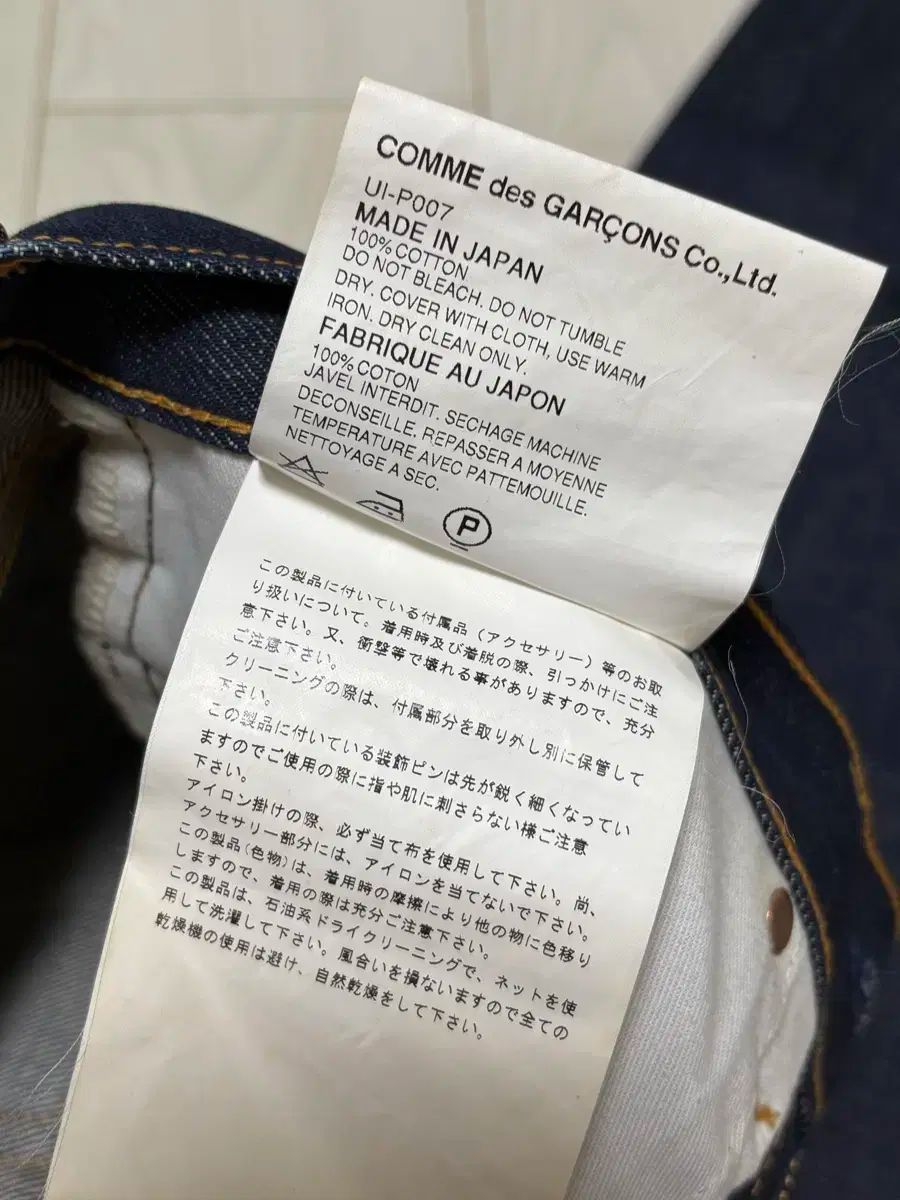 COMME des GARÇONS Co.,Ltd.
UI-P007
MADE IN JAPAN
100% COTTON
DO NOT BLEACH. DO NOT TUMBLE
DRY. COVER WITH CLOTH, USE WARM
IRON. DRY CLEAN ONLY.
FABRIQUE AU JAPON
100% COTON
JAVEL INTERDIT. SECHAGE MACHINE
DECONSEILLE. REPASSER A MOYENNE
TEMPERATURE AVEC PATTEMOUILLE.
NETTOYAGE A SEC.
P
この製品に付いている付属品（アクセサリー）等のお取
り扱いについて。着用時及び着脱の際、引っかけにご注
意下さい。又、衝撃等で壊れる事がありますので、充分
ご注意下さい。
クリーニングの際は、付属部分を取り外し別に保管して
下さい。
この製品に付いている装飾ピンは先が鋭く細くなってい
ますのでご使用の際に指や肌に刺さらない様ご注意
下さい。
アイロン掛けの際、必ず当て布を使用して下さい。尚、
アクセサリー部分には、アイロンを当てないで下さい。
この製品(色物)は、着用時の摩擦により他の物に色移り
しますので、着用の際は充分ご注意下さい。
この製品は、石油系ドライクリーニングで、ネットを使
用して洗濯して下さい。風合いを損ないますので全ての
乾燥機の使用は避け、自然乾燥をして下さい。